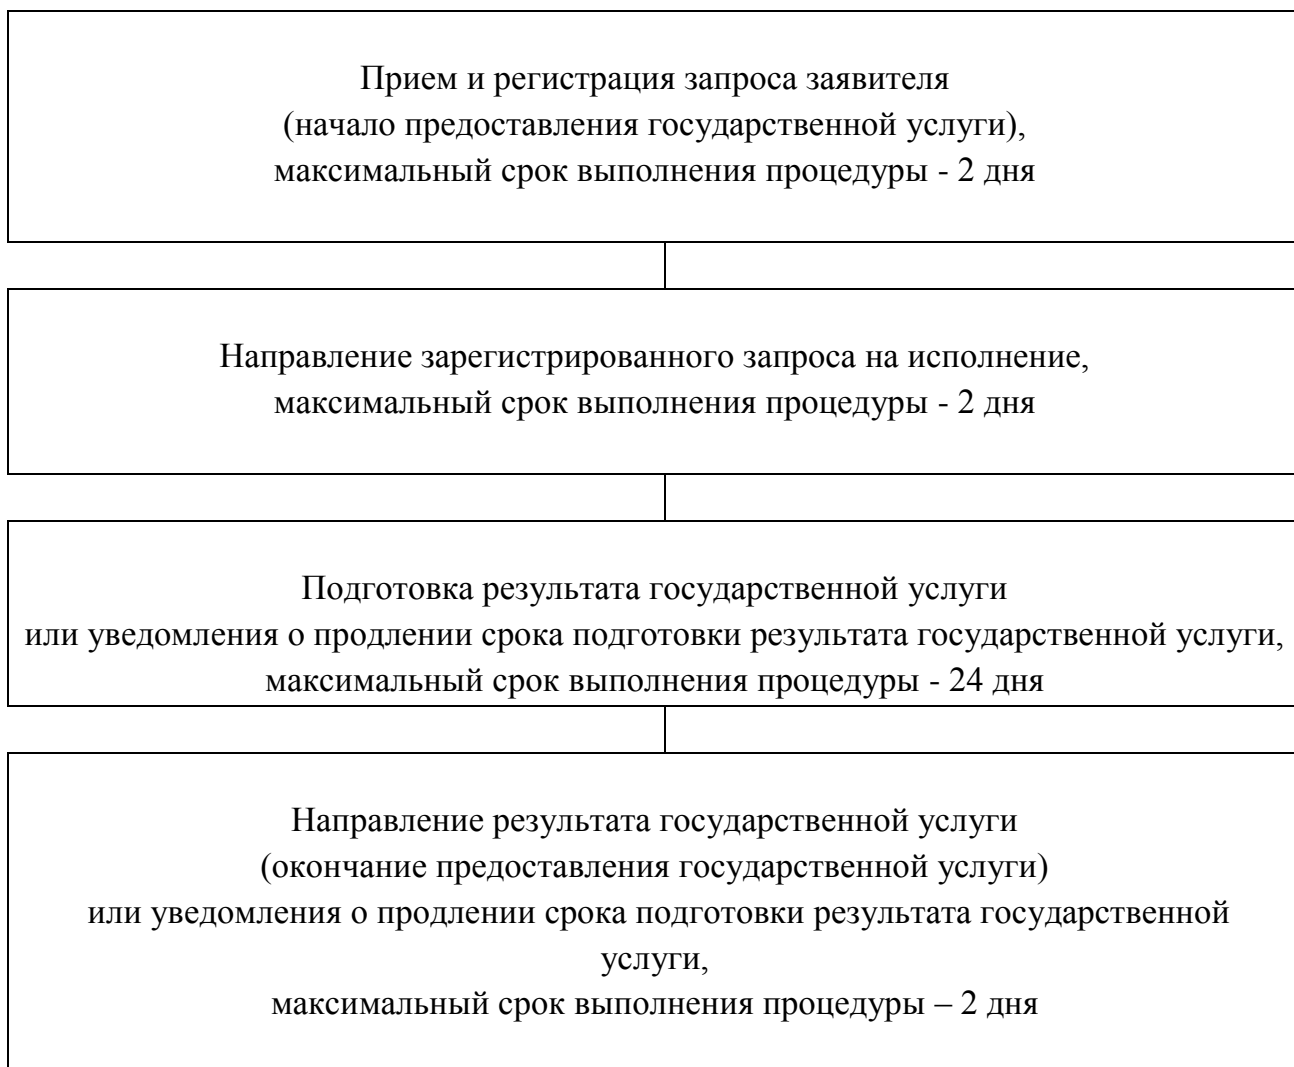 Прием и регистрация запроса заявителя
(начало предоставления государственной услуги),
максимальный срок выполнения процедуры - 2 дня
Направление зарегистрированного запроса на исполнение,
максимальный срок выполнения процедуры - 2 дня
Подготовка результата государственной услуги
или уведомления о продлении срока подготовки результата государственной услуги,
максимальный срок выполнения процедуры - 24 дня
Направление результата государственной услуги
(окончание предоставления государственной услуги)
или уведомления о продлении срока подготовки результата государственной
услуги,
максимальный срок выполнения процедуры – 2 дня